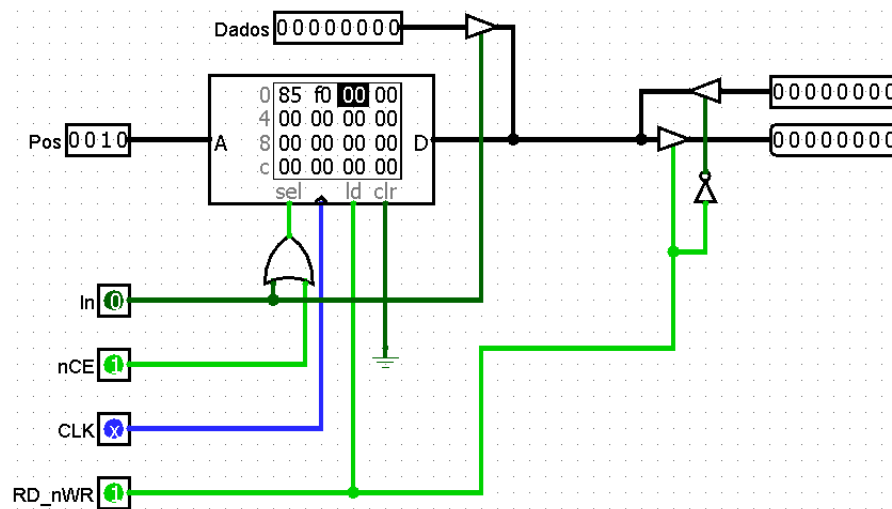 Dados 00000000
0 85 f0 00 00
4 00 00 00 00
8 00 00 00 00
c 00 00 00 00
Pos 0010
A
D
sel ld clr
00000000
00000000
In 0
nCE 1
CLK x
RD_nWR 1